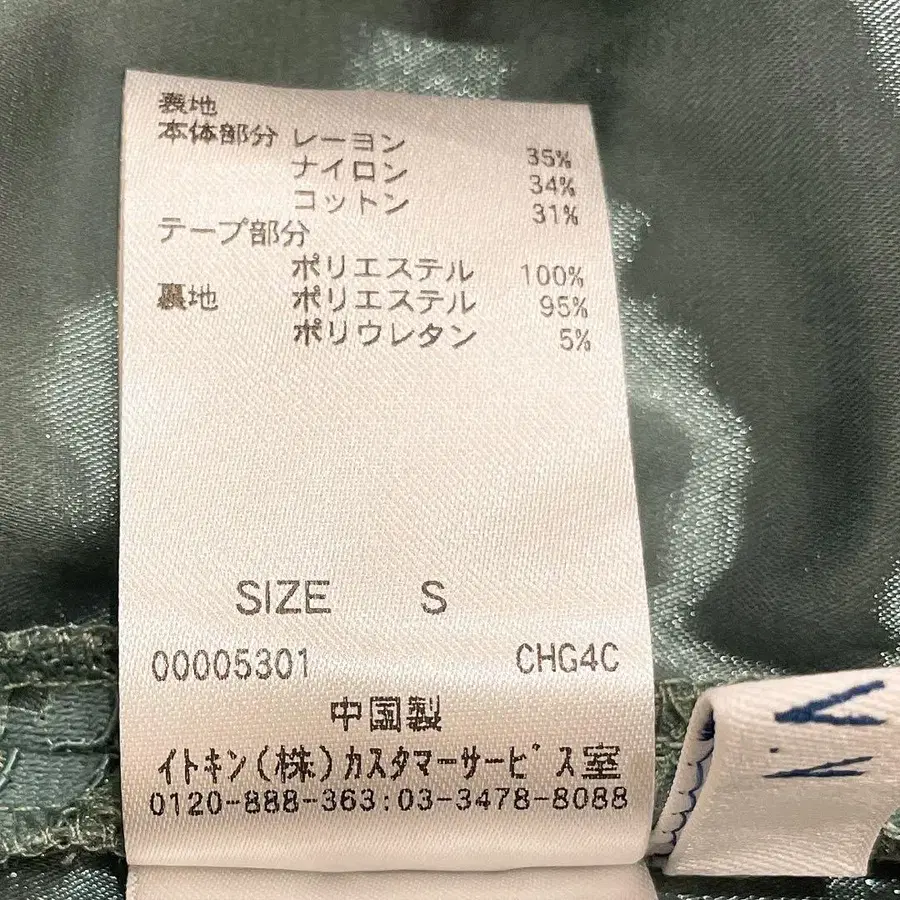 表地
本体部分 レーヨン 35%
ナイロン 34%
コットン 31%
テープ部分
ポリエステル 100%
裏地 ポリエステル 95%
ポリウレタン 5%
SIZE S
00005301 CHG4C
中国製
イトキン(株)カスタマーサービス室
0120-888-363:03-3478-8088